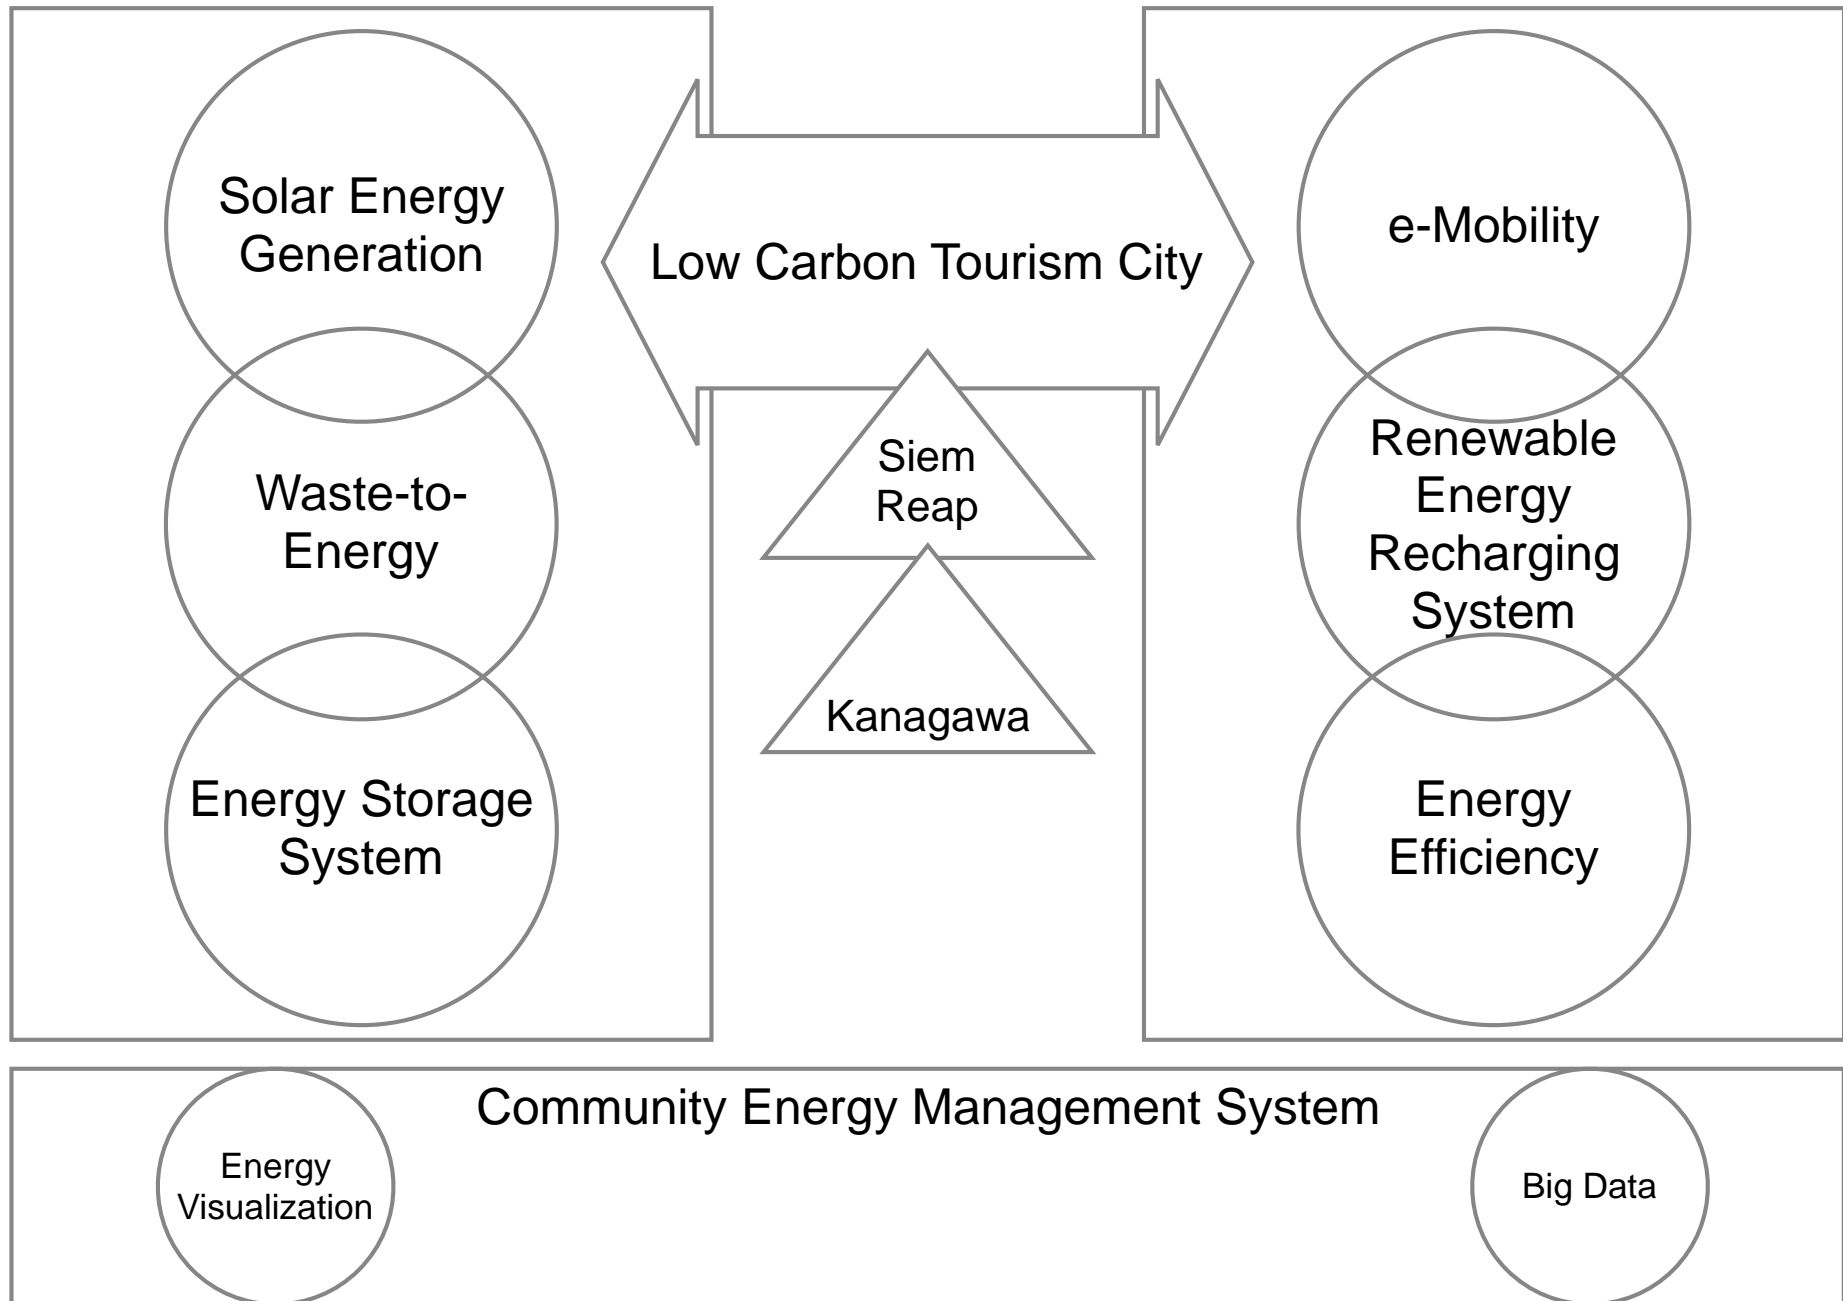 Solar Energy
Generation
Waste-to-
Energy
Energy Storage
System
Low Carbon Tourism City
Siem
Reap
Kanagawa
e-Mobility
Renewable
Energy
Recharging
System
Energy
Efficiency
Community Energy Management System
Energy
Visualization
Big Data